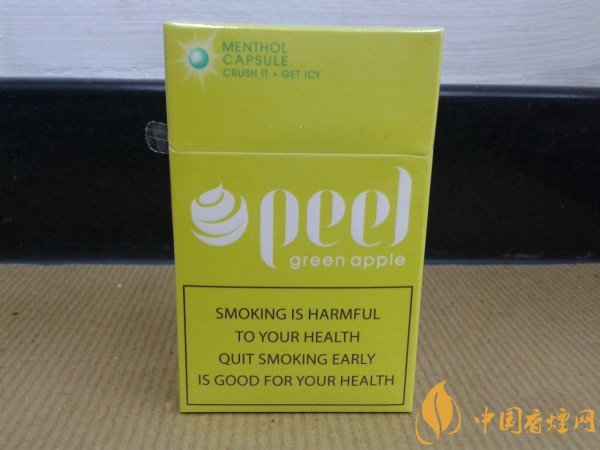 MENTHOL
CAPSULE
CRUSH IT • GET ICY
peel
green apple
SMOKING IS HARMFUL
TO YOUR HEALTH
QUIT SMOKING EARLY
IS GOOD FOR YOUR HEALTH
中国香烟网